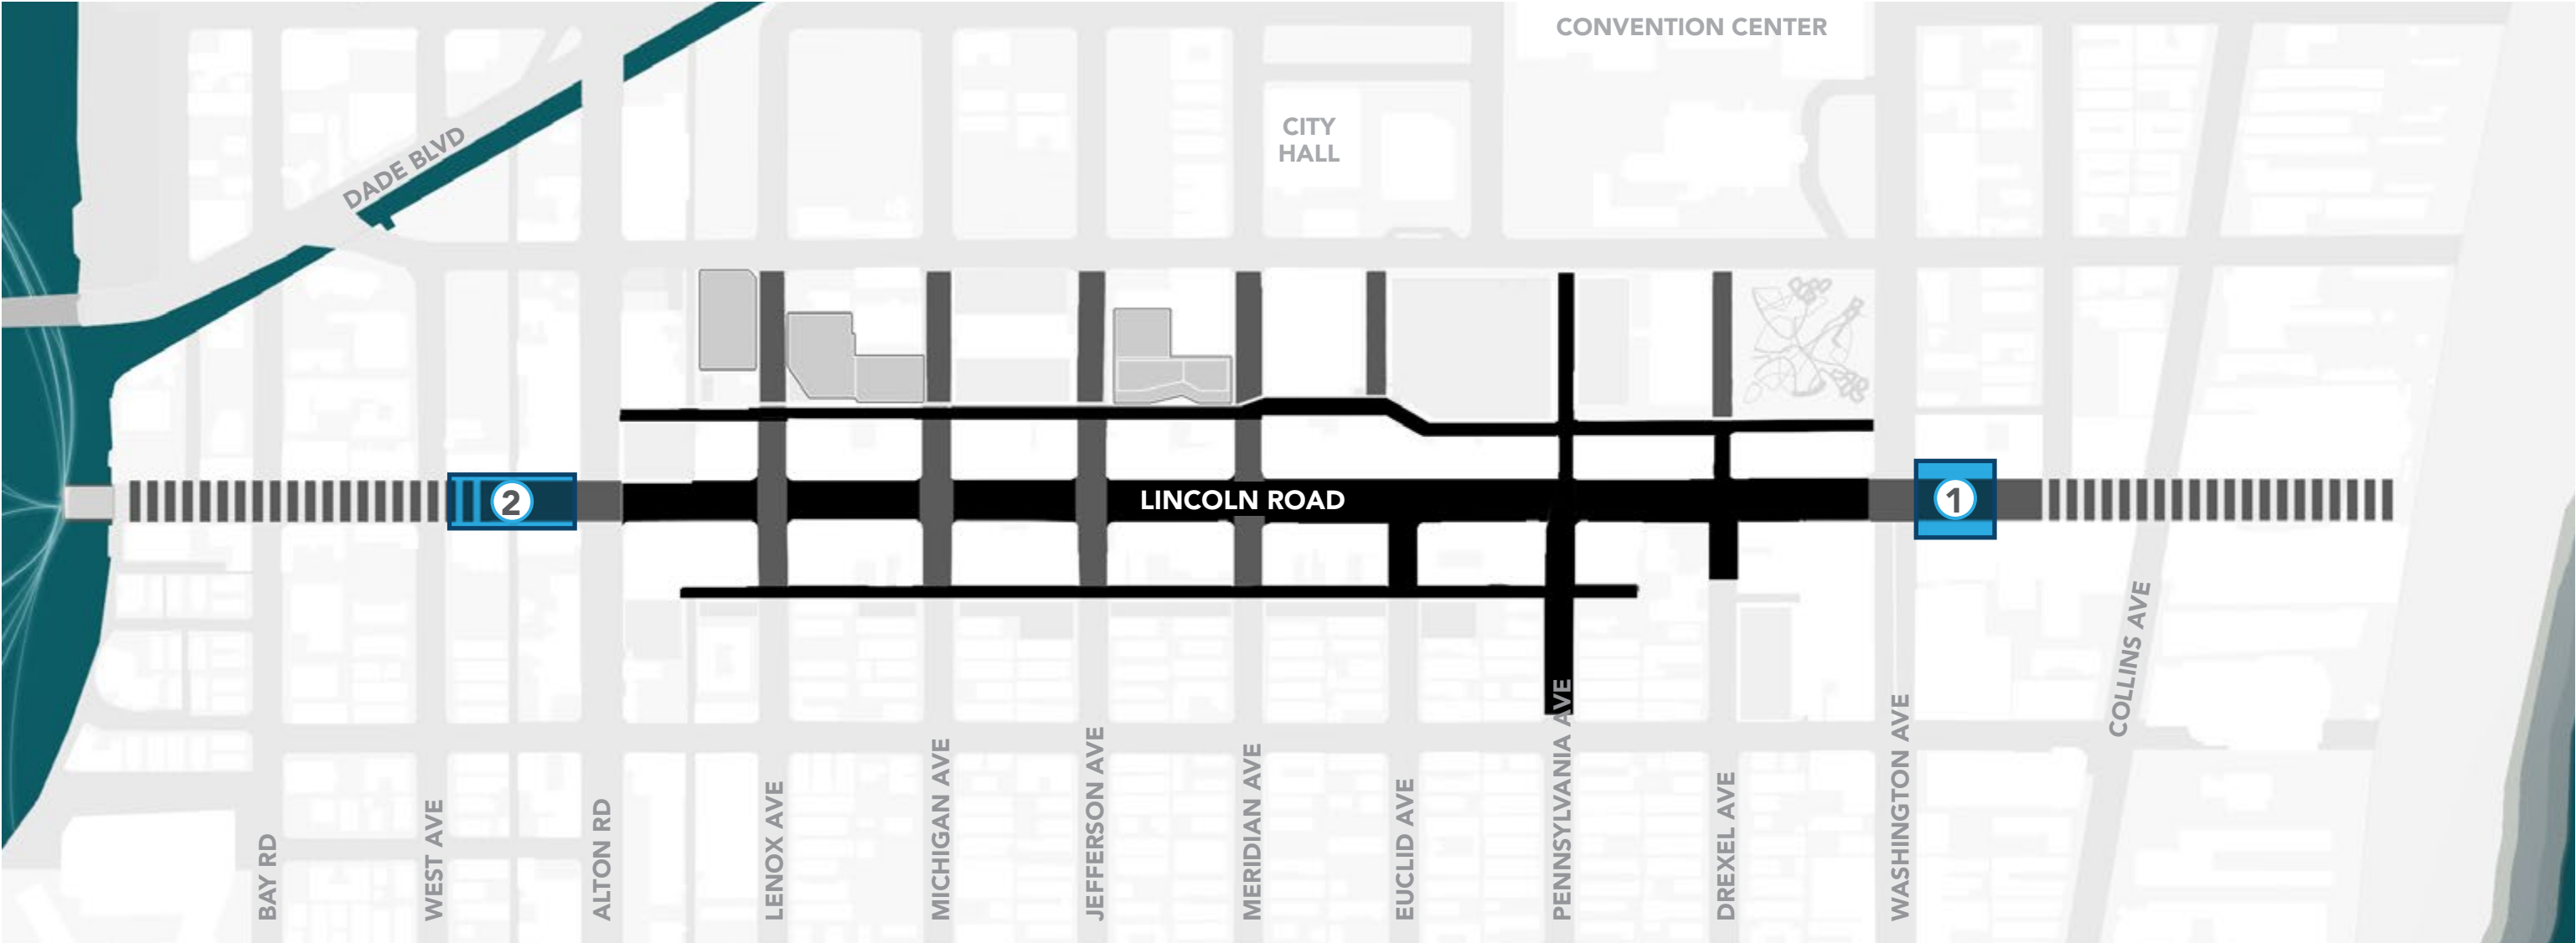 CONVENTION CENTER
CITY
HALL
DADE BLVD
2
LINCOLN ROAD
1
BAY RD
WEST AVE
ALTON RD
LENOX AVE
MICHIGAN AVE
JEFFERSON AVE
MERIDIAN AVE
EUCLID AVE
PENNSYLVANIA AVE
DREXEL AVE
WASHINGTON AVE
COLLINS AVE